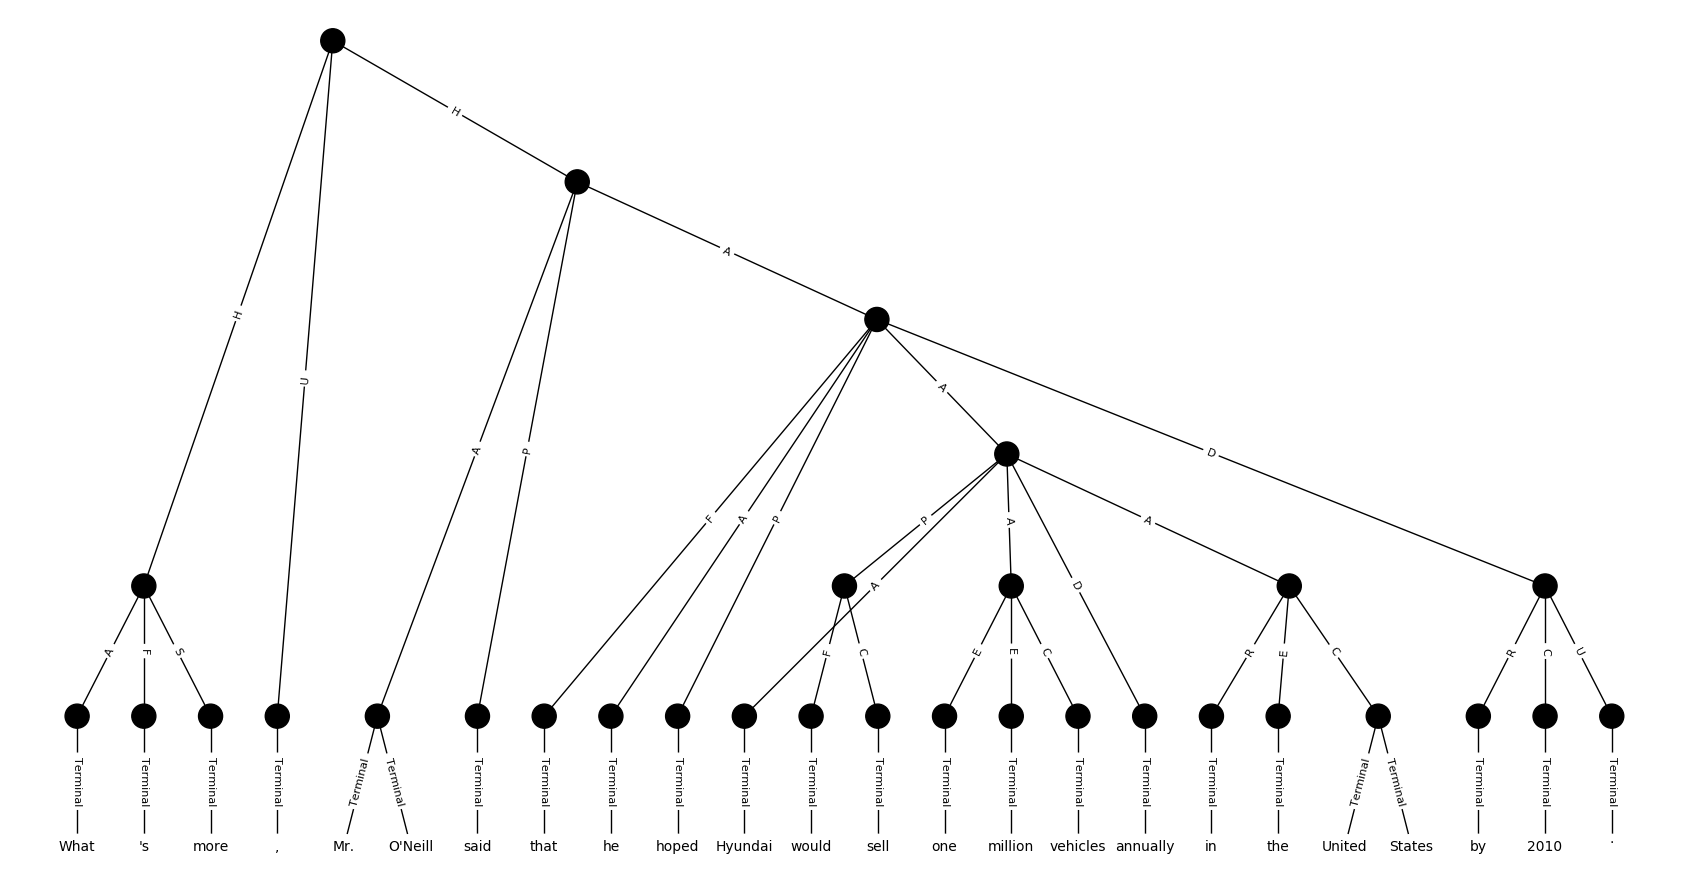 H
A
H
A
U
D
A
P
F
A
P
P
A
A
A
D
A
F
S
F
C
E
E
C
R
E
C
R
C
U
Terminal Terminal Terminal Terminal Terminal Terminal Terminal Terminal Terminal Terminal Terminal Terminal Terminal Terminal Terminal Terminal Terminal Terminal Terminal Terminal Terminal Terminal Terminal Terminal
What 's more , Mr. O'Neill said that he hoped Hyundai would sell one million vehicles annually in the United States by 2010 .